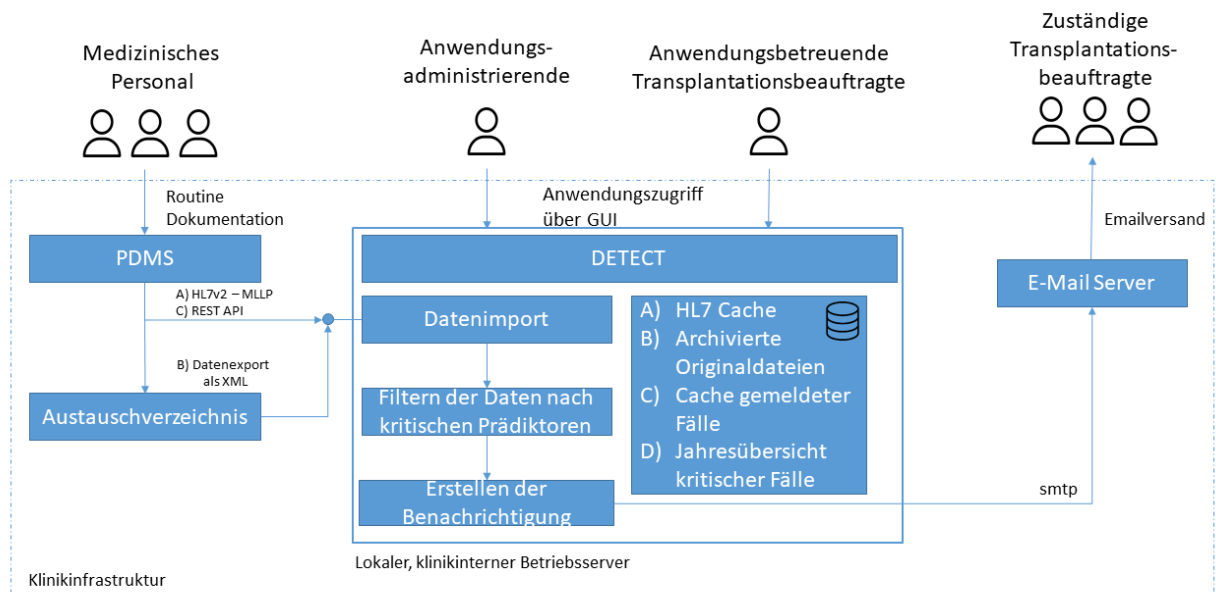 Medizinisches
Personal
Anwendungs-
administrierende
Anwendungsbetreuende
Transplantationsbeauftragte
Zuständige
Transplantations-
beauftragte
Routine
Dokumentation
Anwendungszugriff
über GUI
Emailversand
PDMS
DETECT
E-Mail Server
A) HL7v2 – MLLP
C) REST API
Datenimport
A) HL7 Cache
B) Archivierte
Originaldateien
C) Cache gemeldeter
Fälle
D) Jahresübersicht
kritischer Fälle
B) Datenexport
als XML
Austauschverzeichnis
Filtern der Daten nach
kritischen Prädiktoren
Erstellen der
Benachrichtigung
smtp
Lokaler, klinikinterner Betriebsserver
Klinikinfrastruktur